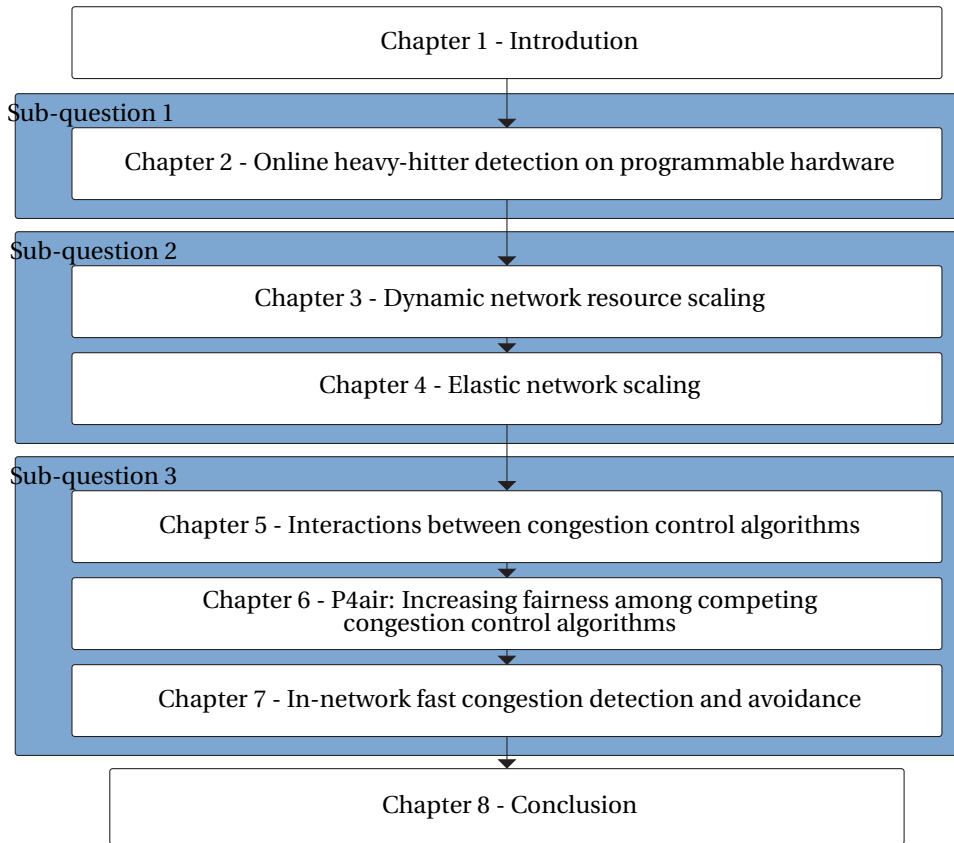 Chapter 1 - Introdution
Sub-question 1
Chapter 2 - Online heavy-hitter detection on programmable hardware
Sub-question 2
Chapter 3 - Dynamic network resource scaling
Chapter 4 - Elastic network scaling
Sub-question 3
Chapter 5 - Interactions between congestion control algorithms
Chapter 6 - P4air: Increasing fairness among competing
congestion control algorithms
Chapter 7 - In-network fast congestion detection and avoidance
Chapter 8 - Conclusion